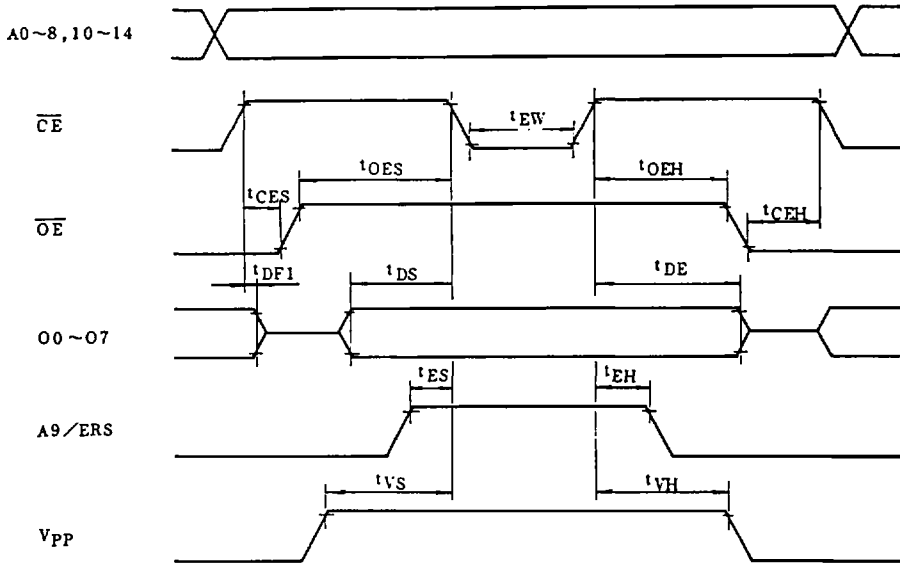 A0~8,10~14
CE
tEW
tOES
tOEH
tCES
tCEH
OE
tDF1
tDS
tDE
O0~O7
tES
tEH
A9/ERS
tVS
tVH
VPP